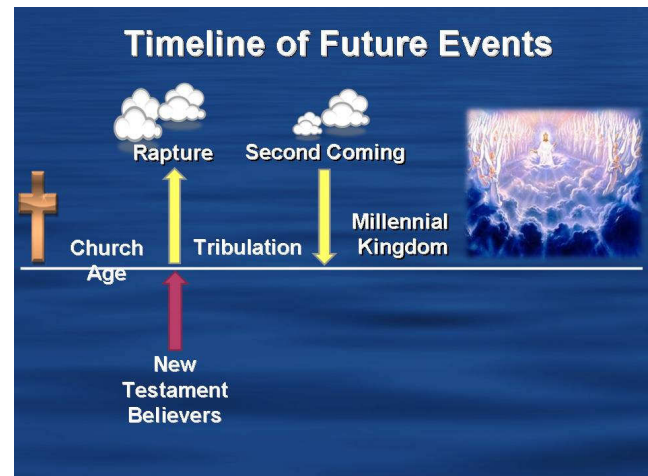 Timeline of Future Events
Rapture
Second Coming
Church
Age
Tribulation
Millennial
Kingdom
New
Testament
Believers